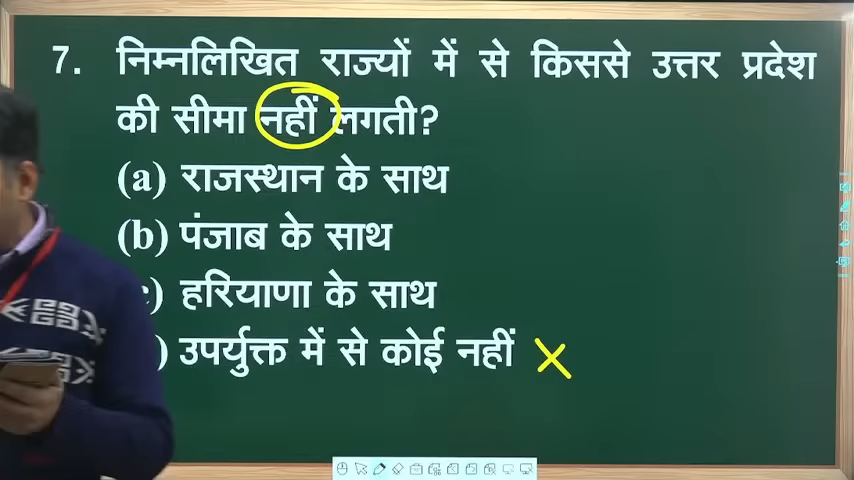 7. निम्नलिखित राज्यों में से किससे उत्तर प्रदेश
की सीमा नहीं लगती?
(a) राजस्थान के साथ
(b) पंजाब के साथ
) हरियाणा के साथ
) उपर्युक्त में से कोई नहीं